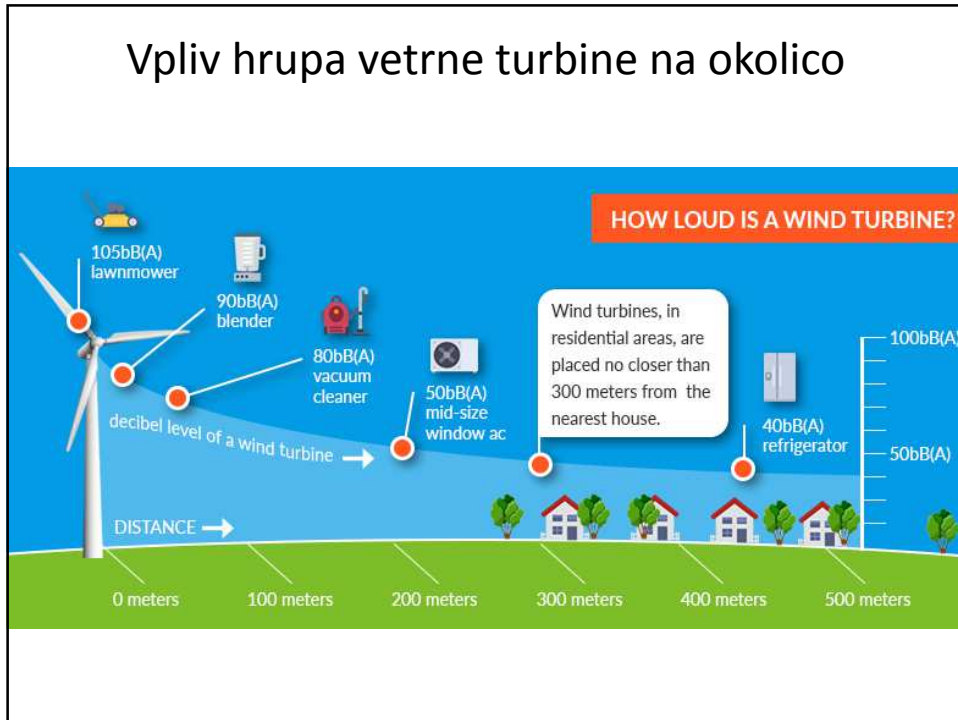 Vpliv hrupa vetrne turbine na okolico
HOW LOUD IS A WIND TURBINE?
105bB(A)
lawnmower
90bB(A)
blender
80bB(A)
vacuum
cleaner
50bB(A)
mid-size
window ac
Wind turbines, in
residential areas, are
placed no closer than
300 meters from the
nearest house.
40bB(A)
refrigerator
100bB(A)
50bB(A)
decibel level of a wind turbine
DISTANCE
0 meters
100 meters
200 meters
300 meters
400 meters
500 meters